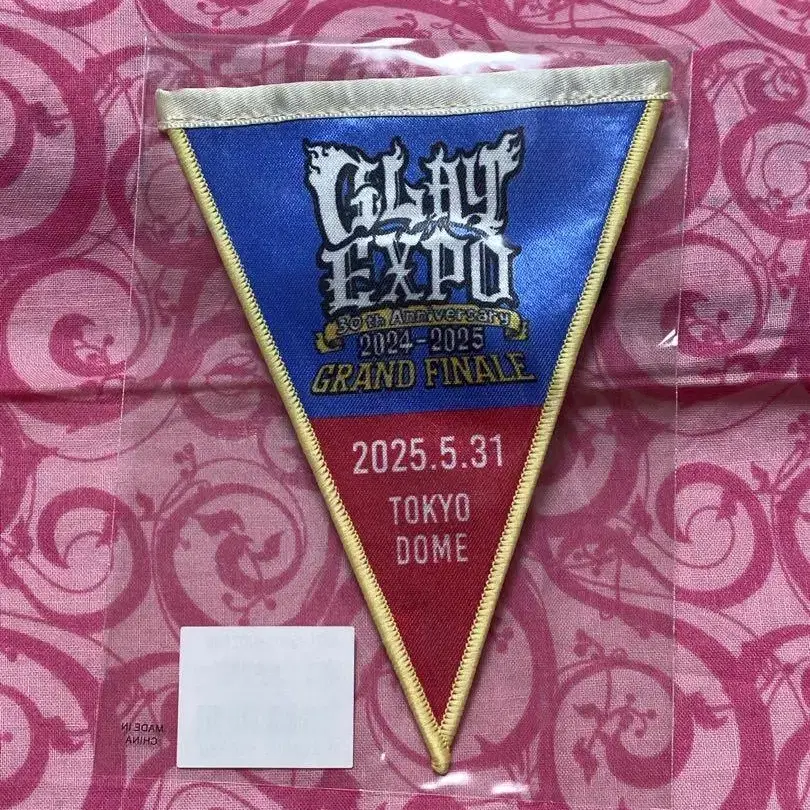 GLAY
EXPO
30th Anniversary
2024-2025
GRAND FINALE
2025.5.31
TOKYO
DOME
MADE IN
CHINA